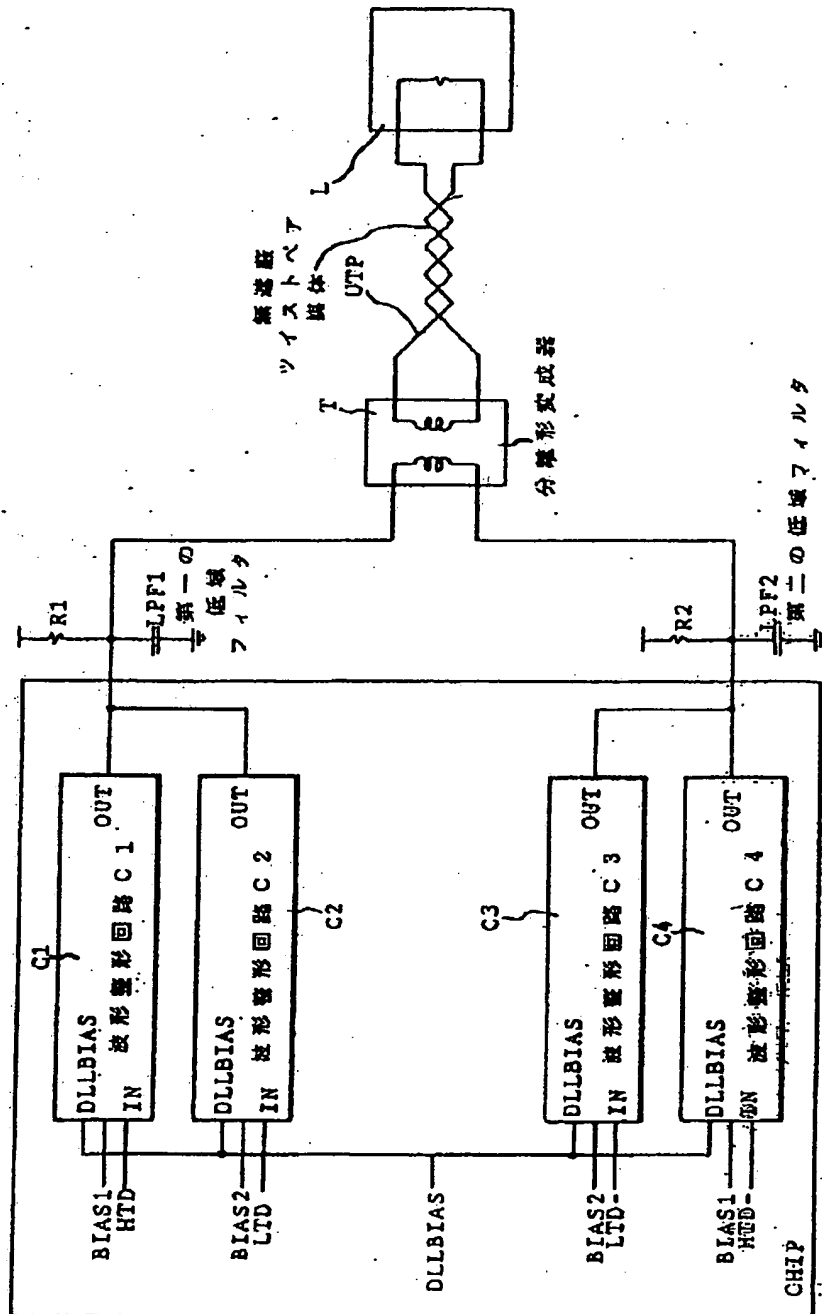 CHIP
C1
DLLBIAS
波形整形回路 C 1
IN
OUT
BIAS1
HTD
C2
DLLBIAS
波形整形回路 C 2
IN
OUT
BIAS2
LTD
DLLBIAS
C3
DLLBIAS
波形整形回路 C 3
IN
OUT
BIAS2
LTD-
C4
DLLBIAS
波形整形回路 C 4
IN
OUT
BIAS1
HTD-
R1
LPF1
第一の
低域
フィルタ
R2
LPF2
第二の低域フィルタ
T
分離形変成器
無遮蔽
ツイストペア
媒体
UTP
L